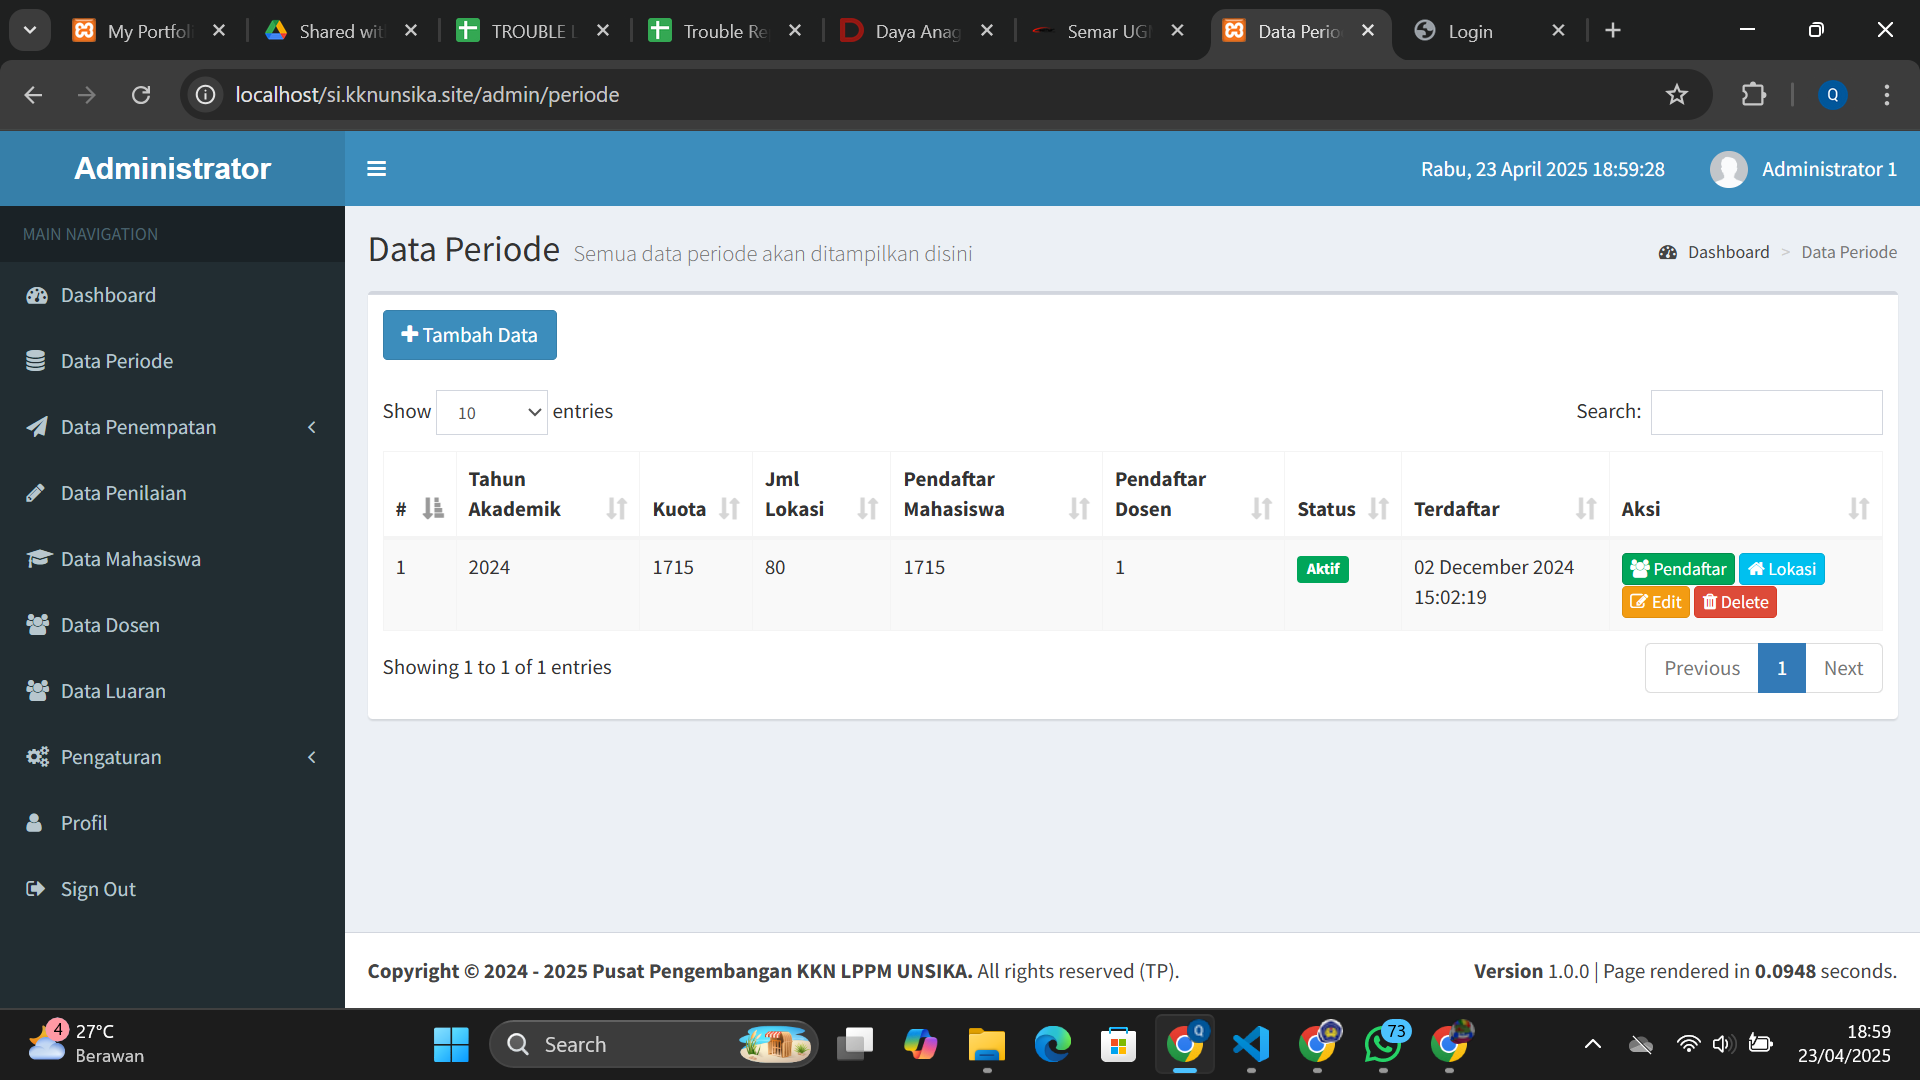 My Portfoli
Shared wit
TROUBLE L
Trouble Re
Daya Anag
Semar UGM
Data Perio
Login
localhost/si.kknunsika.site/admin/periode
Q
Administrator
Rabu, 23 April 2025 18:59:28
Administrator 1
MAIN NAVIGATION
Dashboard
Data Periode
Data Penempatan
Data Penilaian
Data Mahasiswa
Data Dosen
Data Luaran
Pengaturan
Profil
Sign Out
Data Periode Semua data periode akan ditampilkan disini
Dashboard > Data Periode
Tambah Data
Show 10 entries
Search:
# Tahun Akademik Kuota Jml Lokasi Pendaftar Mahasiswa Pendaftar Dosen Status Terdaftar Aksi
1 2024 1715 80 1715 1 Aktif 02 December 2024 15:02:19 Pendaftar Lokasi
Edit Delete
Showing 1 to 1 of 1 entries
Previous 1 Next
Copyright © 2024 - 2025 Pusat Pengembangan KKN LPPM UNSIKA. All rights reserved (TP).
Version 1.0.0 | Page rendered in 0.0948 seconds.
4
27°C
Berawan
Search
Q
73
18:59
23/04/2025